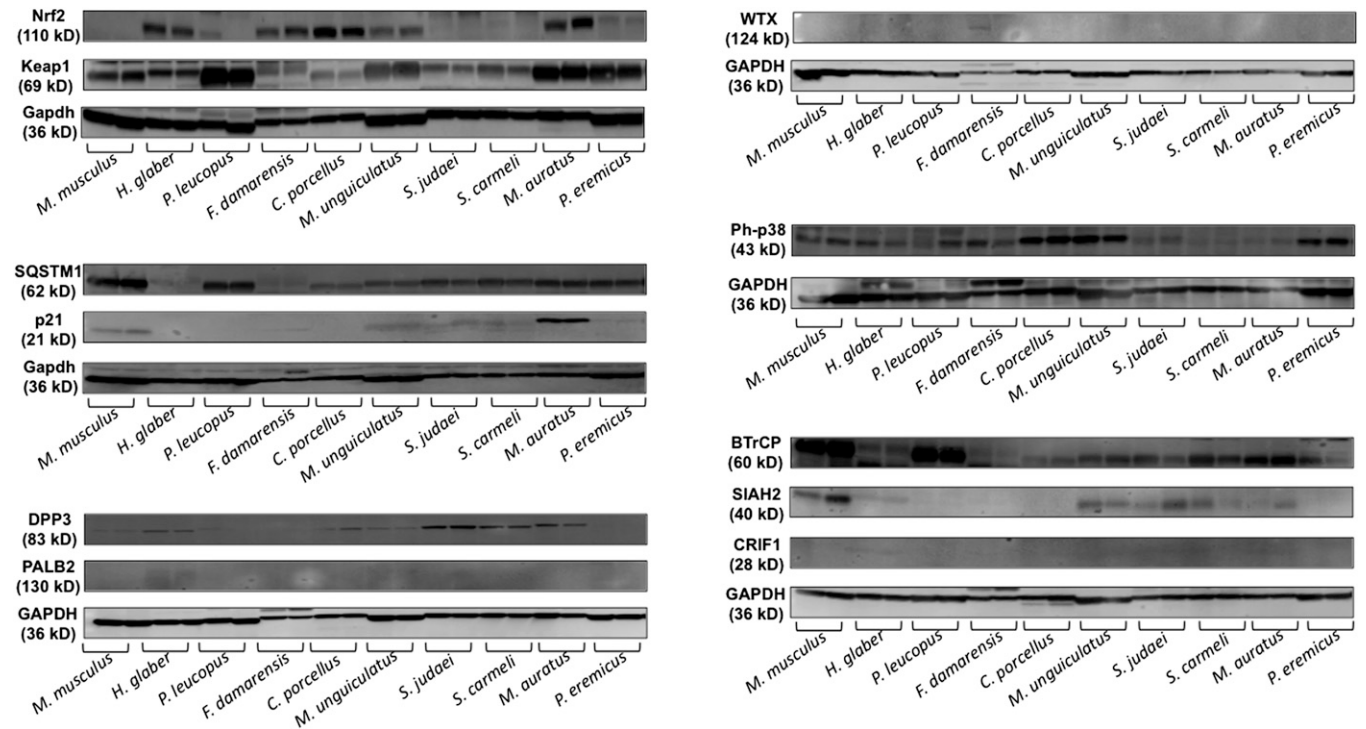 Nrf2
(110 kD)
Keap1
(69 kD)
Gapdh
(36 kD)
M. musculus
H. glaber
P. leucopus
F. damarensis
C. porcellus
M. unguiculatus
S. judaei
S. carmeli
M. auratus
P. eremicus
SQSTM1
(62 kD)
p21
(21 kD)
Gapdh
(36 kD)
M. musculus
H. glaber
P. leucopus
F. damarensis
C. porcellus
M. unguiculatus
S. judaei
S. carmeli
M. auratus
P. eremicus
DPP3
(83 kD)
PALB2
(130 kD)
GAPDH
(36 kD)
M. musculus
H. glaber
P. leucopus
F. damarensis
C. porcellus
M. unguiculatus
S. judaei
S. carmeli
M. auratus
P. eremicus
WTX
(124 kD)
GAPDH
(36 kD)
M. musculus
H. glaber
P. leucopus
F. damarensis
C. porcellus
M. unguiculatus
S. judaei
S. carmeli
M. auratus
P. eremicus
Ph-p38
(43 kD)
GAPDH
(36 kD)
M. musculus
H. glaber
P. leucopus
F. damarensis
C. porcellus
M. unguiculatus
S. judaei
S. carmeli
M. auratus
P. eremicus
BTrCP
(60 kD)
SIAH2
(40 kD)
CRIF1
(28 kD)
GAPDH
(36 kD)
M. musculus
H. glaber
P. leucopus
F. damarensis
C. porcellus
M. unguiculatus
S. judaei
S. carmeli
M. auratus
P. eremicus